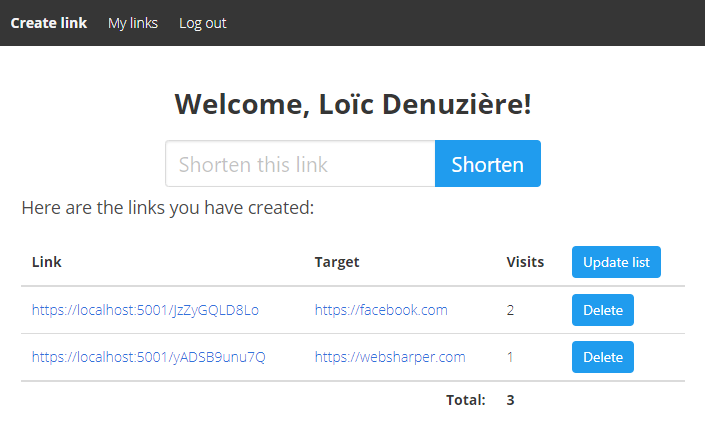 Create link My links Log out
Welcome, Loïc Denuzière!
Shorten this link Shorten
Here are the links you have created:
Link Target Visits Update list
https://localhost:5001/JzZyGQLD8Lo https://facebook.com 2 Delete
https://localhost:5001/yADSB9unu7Q https://websharper.com 1 Delete
Total: 3